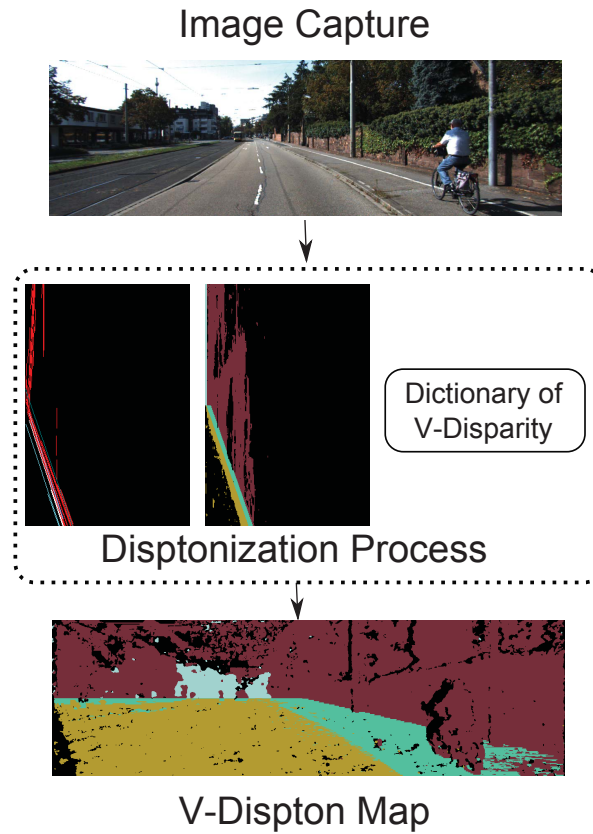 Image Capture
Dictionary of
V-Disparity
Disptonization Process
V-Dispton Map